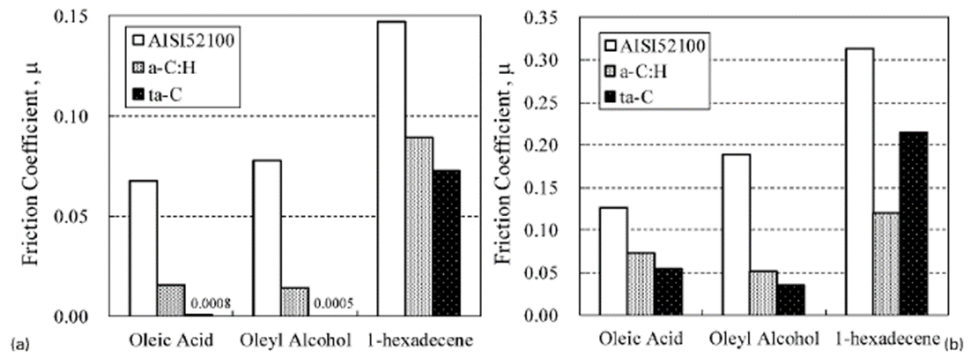 0.15
0.10
0.05
0.00
Friction Coefficient , μ
AISI52100
a-C:H
ta-C
0.0008
0.0005
Oleic Acid
Oleyl Alcohol
1-hexadecene
(a)
0.35
0.30
0.25
0.20
0.15
0.10
0.05
0.00
Friction Coefficient , μ
AISI52100
a-C:H
ta-C
Oleic Acid
Oleyl Alcohol
1-hexadecene
(b)